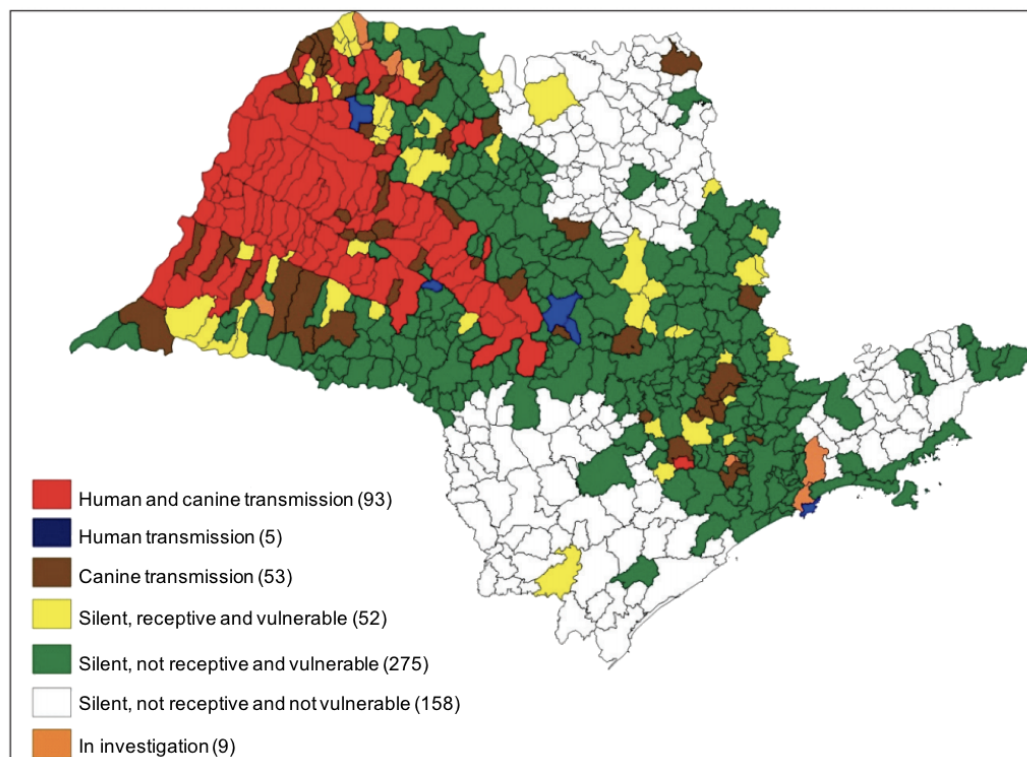 Human and canine transmission (93)
Human transmission (5)
Canine transmission (53)
Silent, receptive and vulnerable (52)
Silent, not receptive and vulnerable (275)
Silent, not receptive and not vulnerable (158)
In investigation (9)